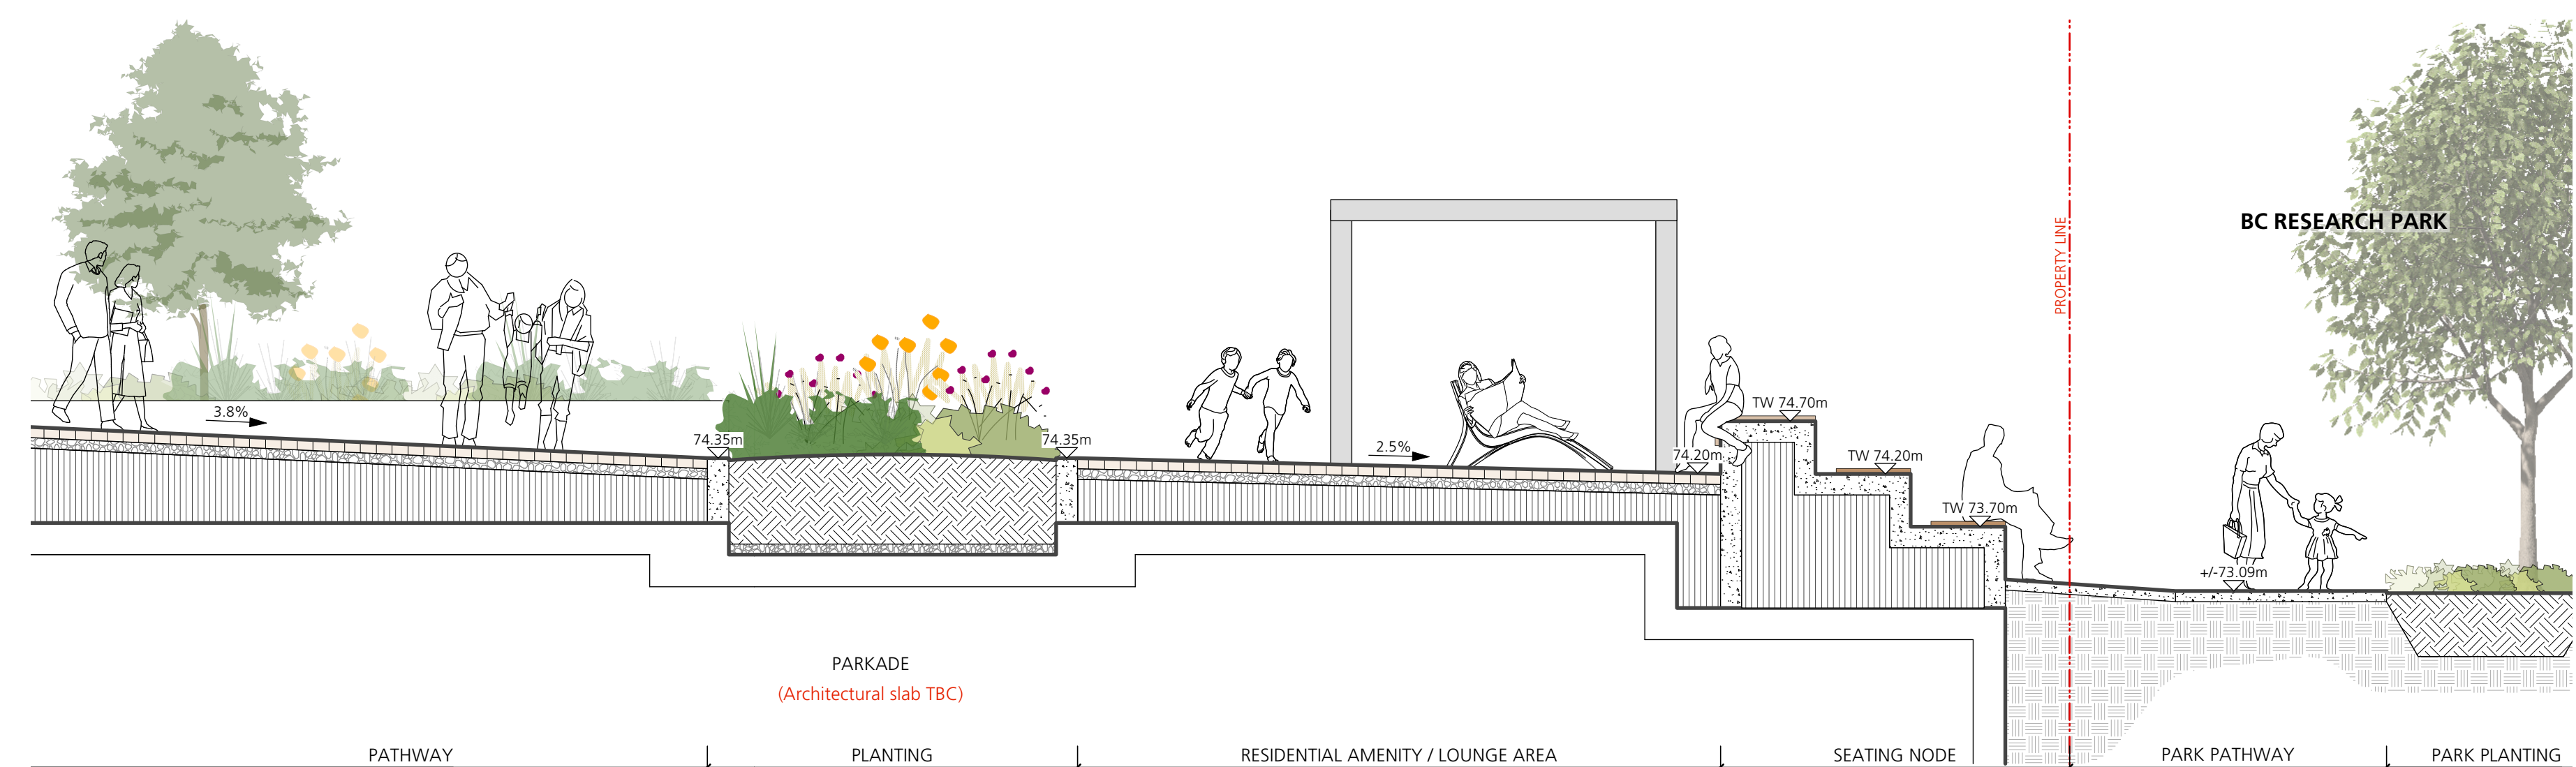 BC RESEARCH PARK
PROPERTY LINE
3.8%
74.35m
74.35m
2.5%
74.20m
TW 74.70m
TW 74.20m
TW 73.70m
+/-73.09m
PARKADE
(Architectural slab TBC)
PATHWAY
PLANTING
RESIDENTIAL AMENITY / LOUNGE AREA
SEATING NODE
PARK PATHWAY
PARK PLANTING